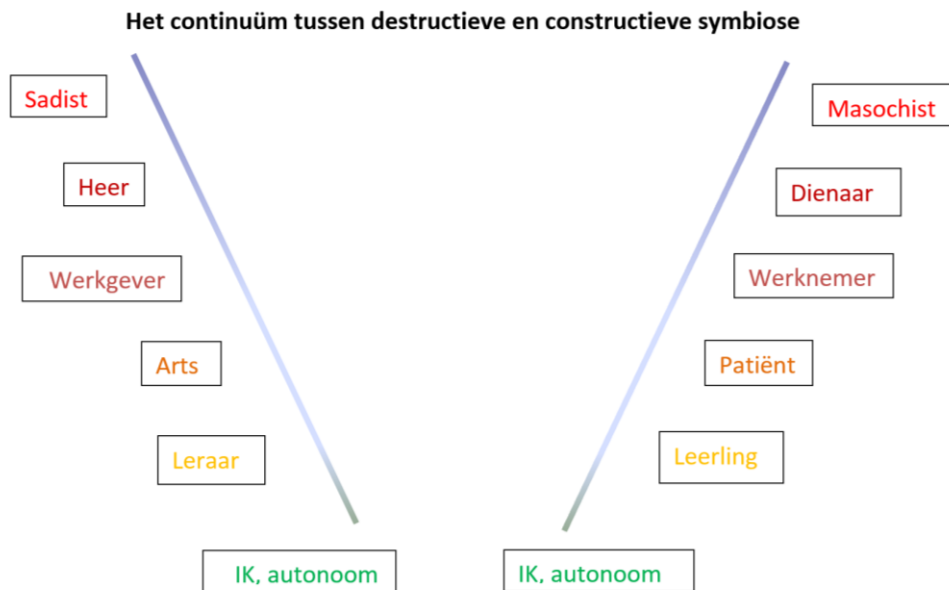 Het continuüm tussen destructieve en constructieve symbiose
Sadist
Masochist
Heer
Dienaar
Werkgever
Werknemer
Arts
Patiënt
Leraar
Leerling
IK, autonoom
IK, autonoom